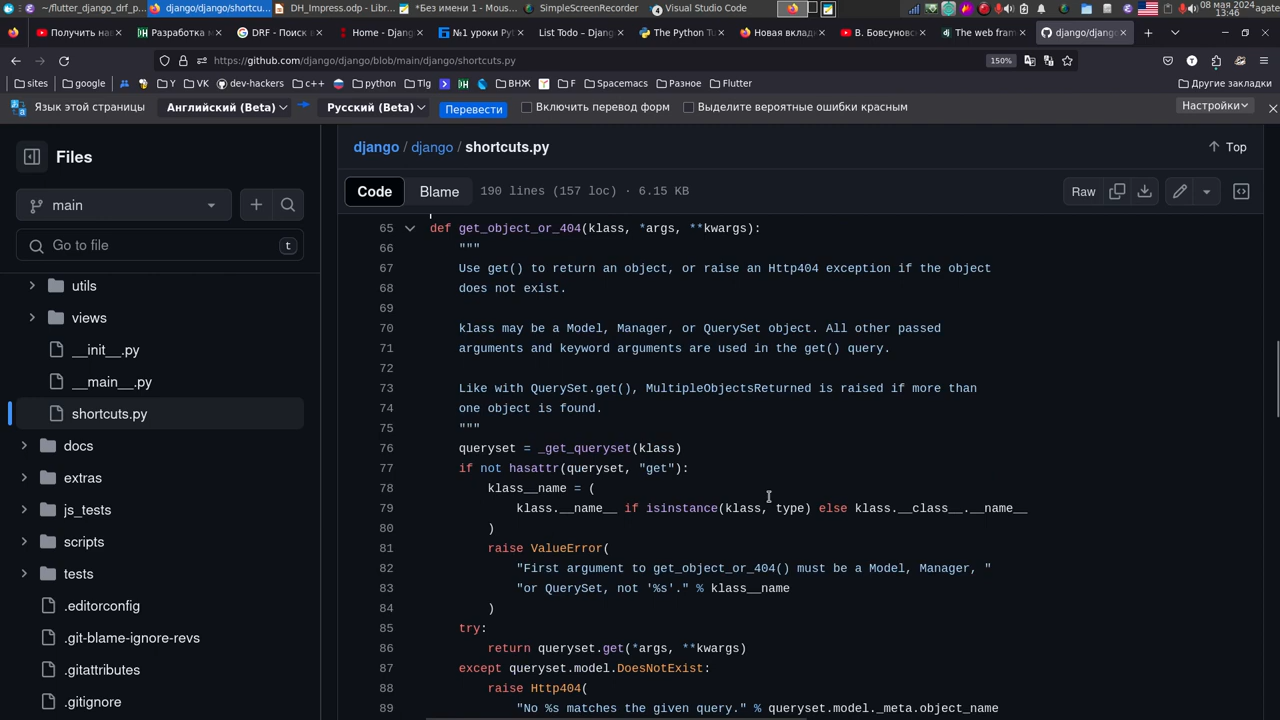 ~/flutter_django_drf_p...
django/django/shortcu...
DH_Impress.odp - Libr...
*Без имени 1 - Mous...
SimpleScreenRecorder
Visual Studio Code
08 мая 2024
13:46
agate
Получить на
Разработка м
DRF - Поиск в
Home - Djang
№1 уроки Py
List Todo – Djang
The Python Tu
Новая вкладк
В. Бовсуновс
The web fram
django/djang
https://github.com/django/django/blob/main/django/shortcuts.py
150%
sites
google
Y
VK
dev-hackers
c++
python
Tlg
ВНЖ
F
Spacemacs
Разное
Flutter
Другие закладки
Язык этой страницы
Английский (Beta)
Русский (Beta)
Перевести
Включить перевод форм
Выделите вероятные ошибки красным
Настройки
Files
main
Go to file
t
utils
views
__init__.py
__main__.py
shortcuts.py
docs
extras
js_tests
scripts
tests
.editorconfig
.git-blame-ignore-revs
.gitattributes
.gitignore
django / django / shortcuts.py
Top
Code
Blame
190 lines (157 loc) · 6.15 KB
Raw
65 def get_object_or_404(klass, *args, **kwargs):
66 """
67 Use get() to return an object, or raise an Http404 exception if the object
68 does not exist.
69
70 klass may be a Model, Manager, or QuerySet object. All other passed
71 arguments and keyword arguments are used in the get() query.
72
73 Like with QuerySet.get(), MultipleObjectsReturned is raised if more than
74 one object is found.
75 """
76 queryset = _get_queryset(klass)
77 if not hasattr(queryset, "get"):
78 klass__name = (
79 klass.__name__ if isinstance(klass, type) else klass.__class__.__name__
80 )
81 raise ValueError(
82 "First argument to get_object_or_404() must be a Model, Manager, "
83 "or QuerySet, not '%s'." % klass__name
84 )
85 try:
86 return queryset.get(*args, **kwargs)
87 except queryset.model.DoesNotExist:
88 raise Http404(
89 "No %s matches the given query." % queryset.model._meta.object_name